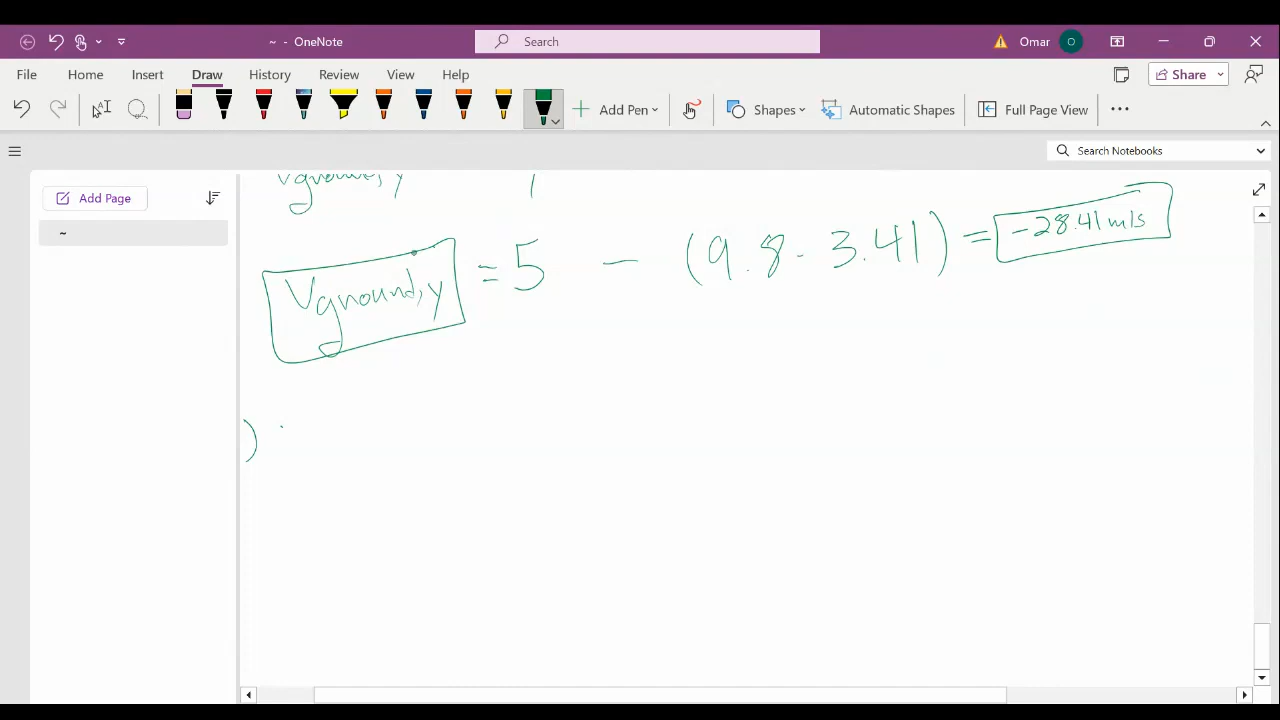 ~ - OneNote
Search
Omar
O
File Home Insert Draw History Review View Help
Share
Add Pen
Shapes
Automatic Shapes
Full Page View
Search Notebooks
Add Page
~
Vground,y
Vground,y = 5 - (9.8 · 3.41) = -28.41 m/s
)